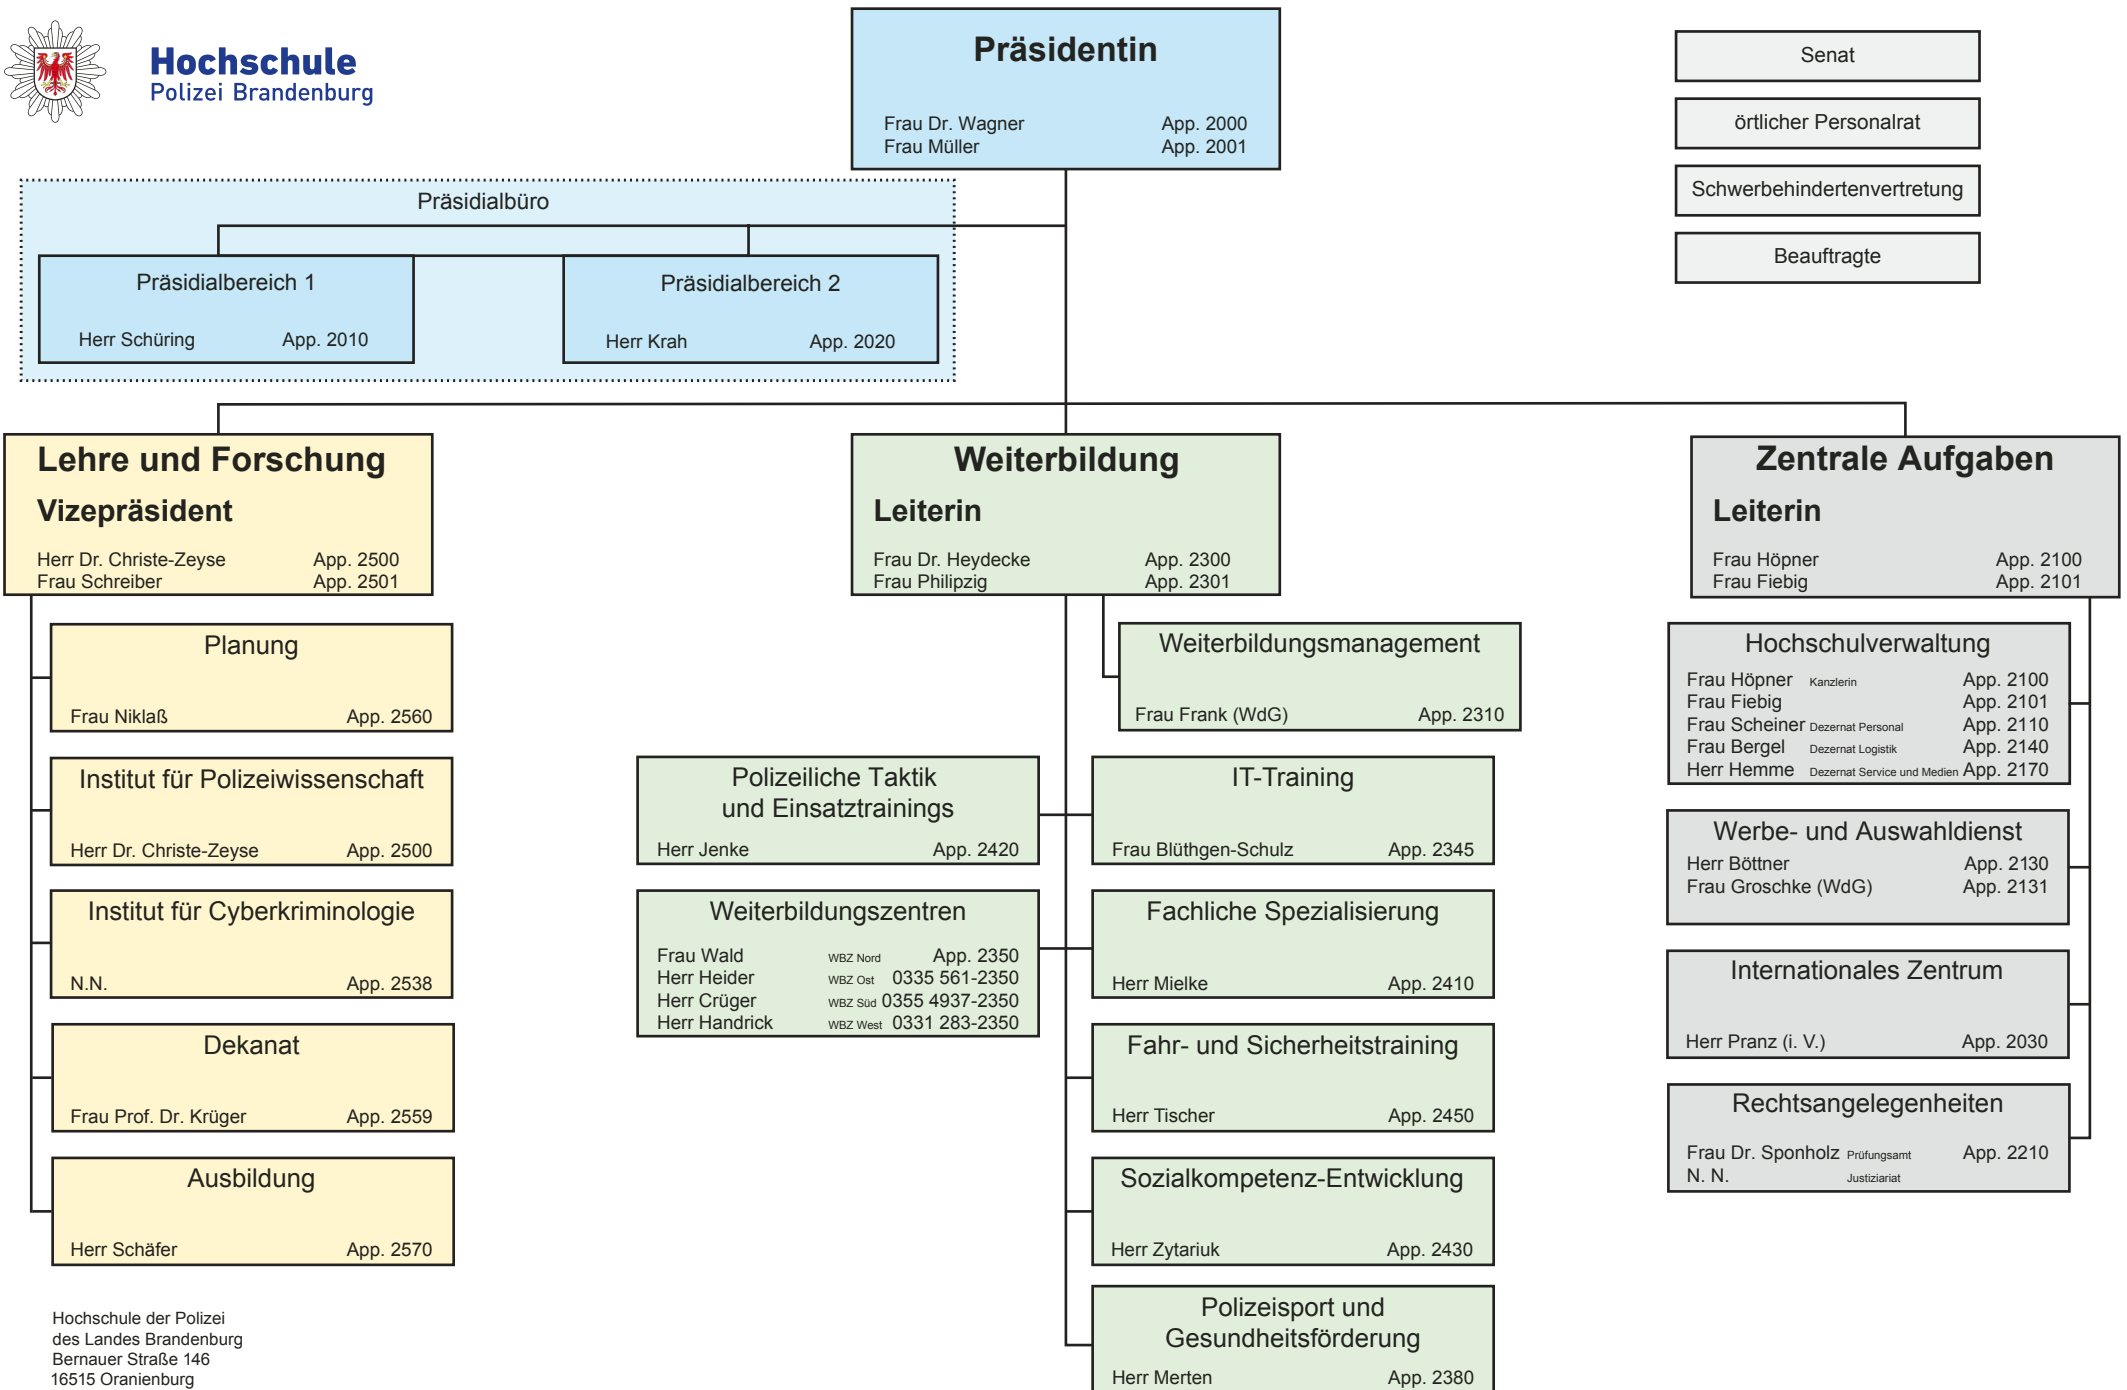 Hochschule
Polizei Brandenburg
Präsidentin
Frau Dr. Wagner App. 2000
Frau Müller App. 2001
Senat
örtlicher Personalrat
Schwerbehindertenvertretung
Beauftragte
Präsidialbüro
Präsidialbereich 1
Herr Schüring App. 2010
Präsidialbereich 2
Herr Krah App. 2020
Lehre und Forschung
Vizepräsident
Herr Dr. Christe-Zeyse App. 2500
Frau Schreiber App. 2501
Planung
Frau Niklaß App. 2560
Institut für Polizeiwissenschaft
Herr Dr. Christe-Zeyse App. 2500
Institut für Cyberkriminologie
N.N. App. 2538
Dekanat
Frau Prof. Dr. Krüger App. 2559
Ausbildung
Herr Schäfer App. 2570
Weiterbildung
Leiterin
Frau Dr. Heydecke App. 2300
Frau Philipzig App. 2301
Weiterbildungsmanagement
Frau Frank (WdG) App. 2310
Polizeiliche Taktik
und Einsatztrainings
Herr Jenke App. 2420
Weiterbildungszentren
Frau Wald WBZ Nord App. 2350
Herr Heider WBZ Ost 0335 561-2350
Herr Crüger WBZ Süd 0355 4937-2350
Herr Handrick WBZ West 0331 283-2350
IT-Training
Frau Blüthgen-Schulz App. 2345
Fachliche Spezialisierung
Herr Mielke App. 2410
Fahr- und Sicherheitstraining
Herr Tischer App. 2450
Sozialkompetenz-Entwicklung
Herr Zytariuk App. 2430
Polizeisport und
Gesundheitsförderung
Herr Merten App. 2380
Zentrale Aufgaben
Leiterin
Frau Höpner App. 2100
Frau Fiebig App. 2101
Hochschulverwaltung
Frau Höpner Kanzlerin App. 2100
Frau Fiebig App. 2101
Frau Scheiner Dezernat Personal App. 2110
Frau Bergel Dezernat Logistik App. 2140
Herr Hemme Dezernat Service und Medien App. 2170
Werbe- und Auswahldienst
Herr Böttner App. 2130
Frau Groschke (WdG) App. 2131
Internationales Zentrum
Herr Pranz (i. V.) App. 2030
Rechtsangelegenheiten
Frau Dr. Sponholz Prüfungsamt App. 2210
N. N. Justiziariat
Hochschule der Polizei
des Landes Brandenburg
Bernauer Straße 146
16515 Oranienburg